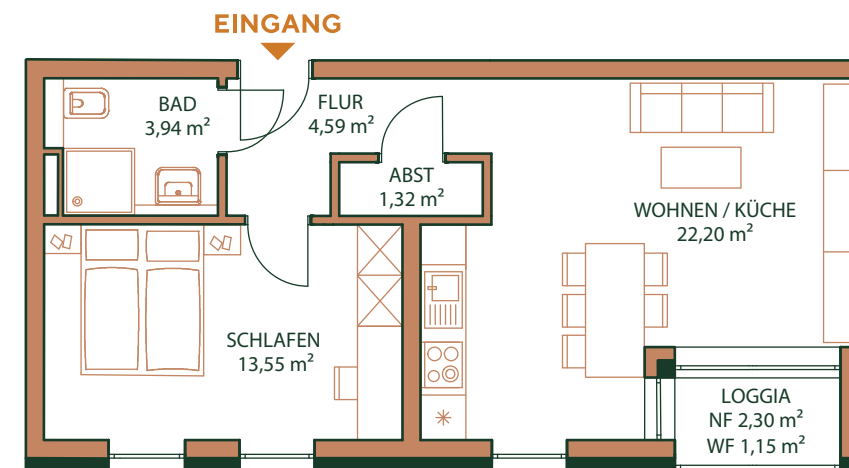 EINGANG
BAD
3,94 m²
FLUR
4,59 m²
ABST
1,32 m²
WOHNEN / KÜCHE
22,20 m²
SCHLAFEN
13,55 m²
LOGGIA
NF 2,30 m²
WF 1,15 m²